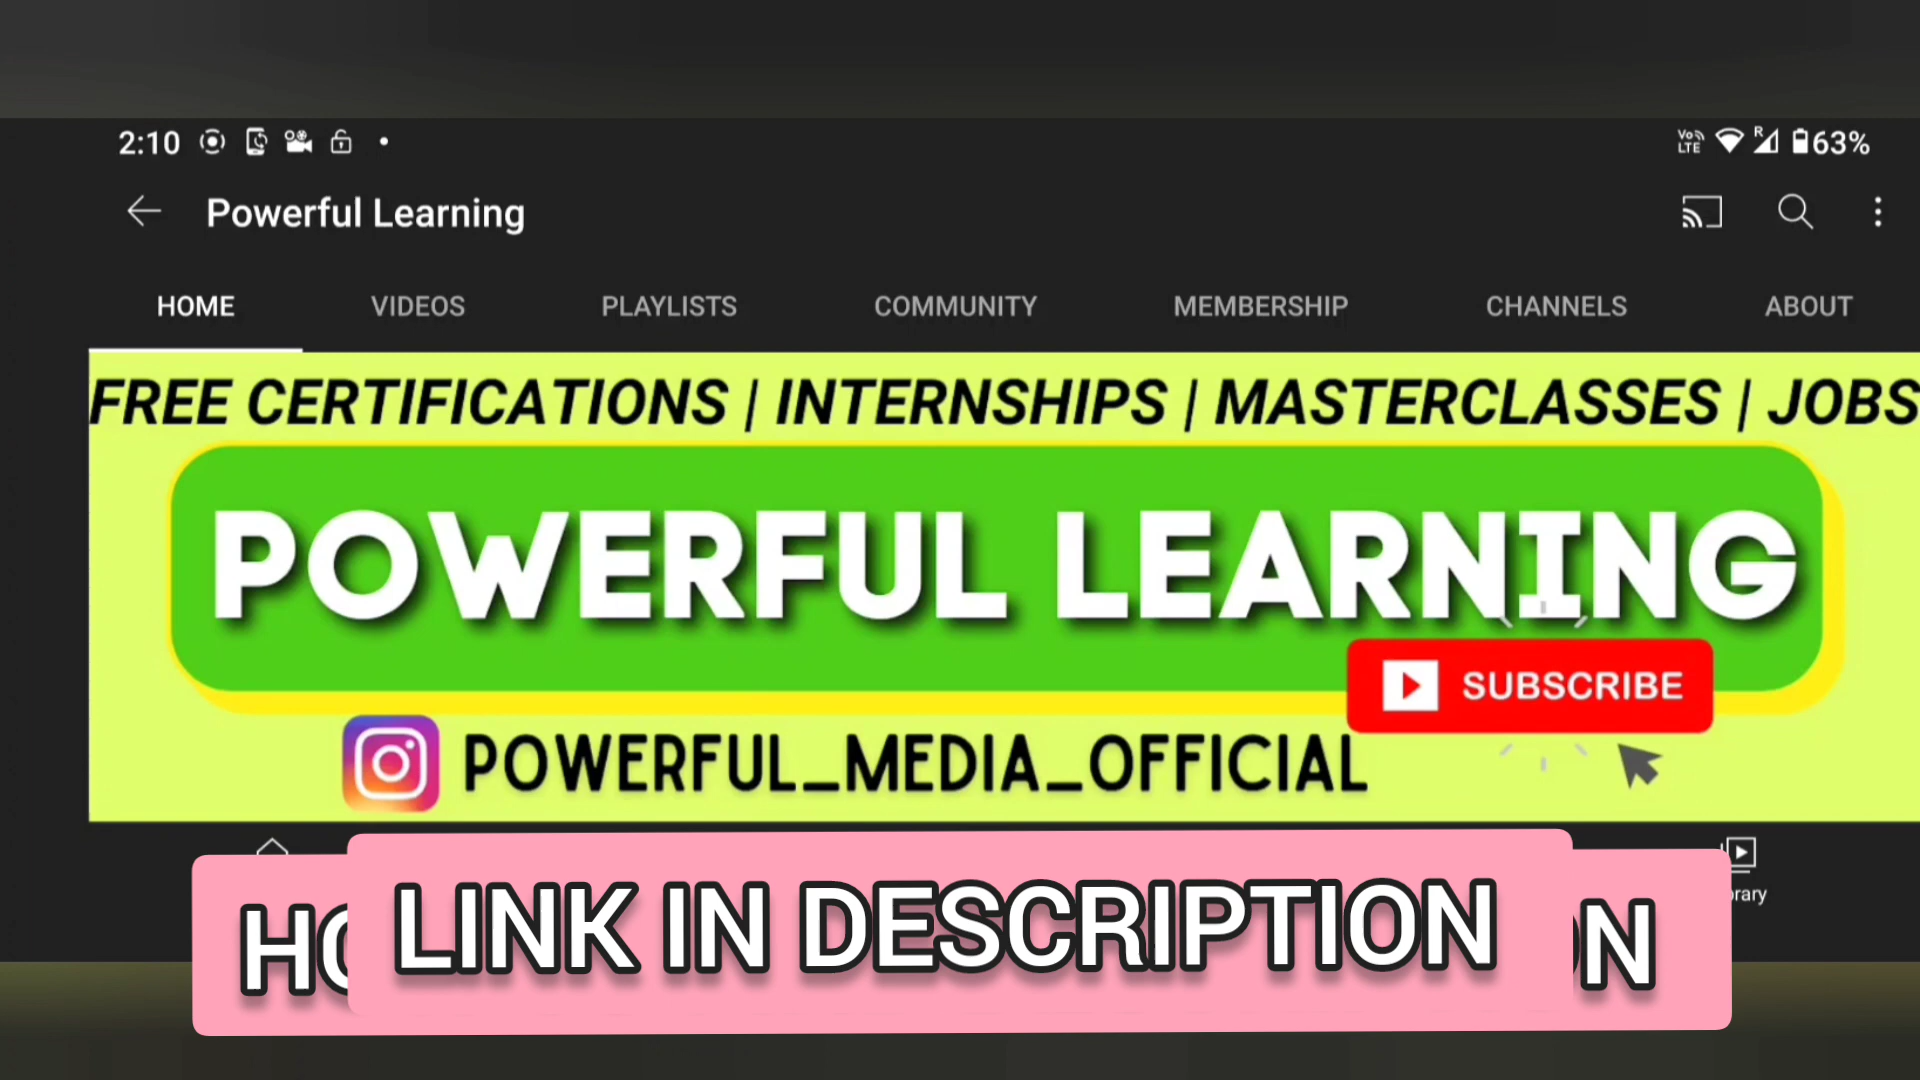 2:10 VoLTE R 63%
Powerful Learning
HOME VIDEOS PLAYLISTS COMMUNITY MEMBERSHIP CHANNELS ABOUT
FREE CERTIFICATIONS | INTERNSHIPS | MASTERCLASSES | JOBS
POWERFUL LEARNING
SUBSCRIBE
POWERFUL_MEDIA_OFFICIAL
LINK IN DESCRIPTION